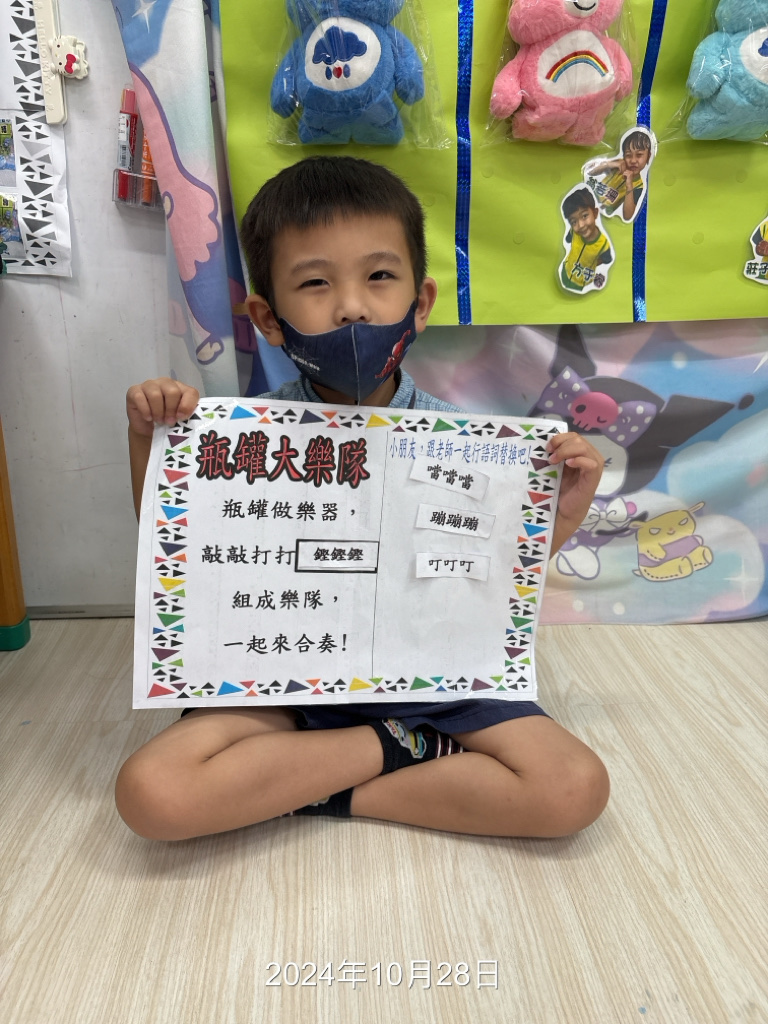 瓶罐大樂隊
瓶罐做樂器，
敲敲打打 鏗鏗鏗
組成樂隊，
一起來合奏!
小朋友，跟老師一起行語詞替換吧!
噹噹噹
蹦蹦蹦
叮叮叮
2024年10月28日